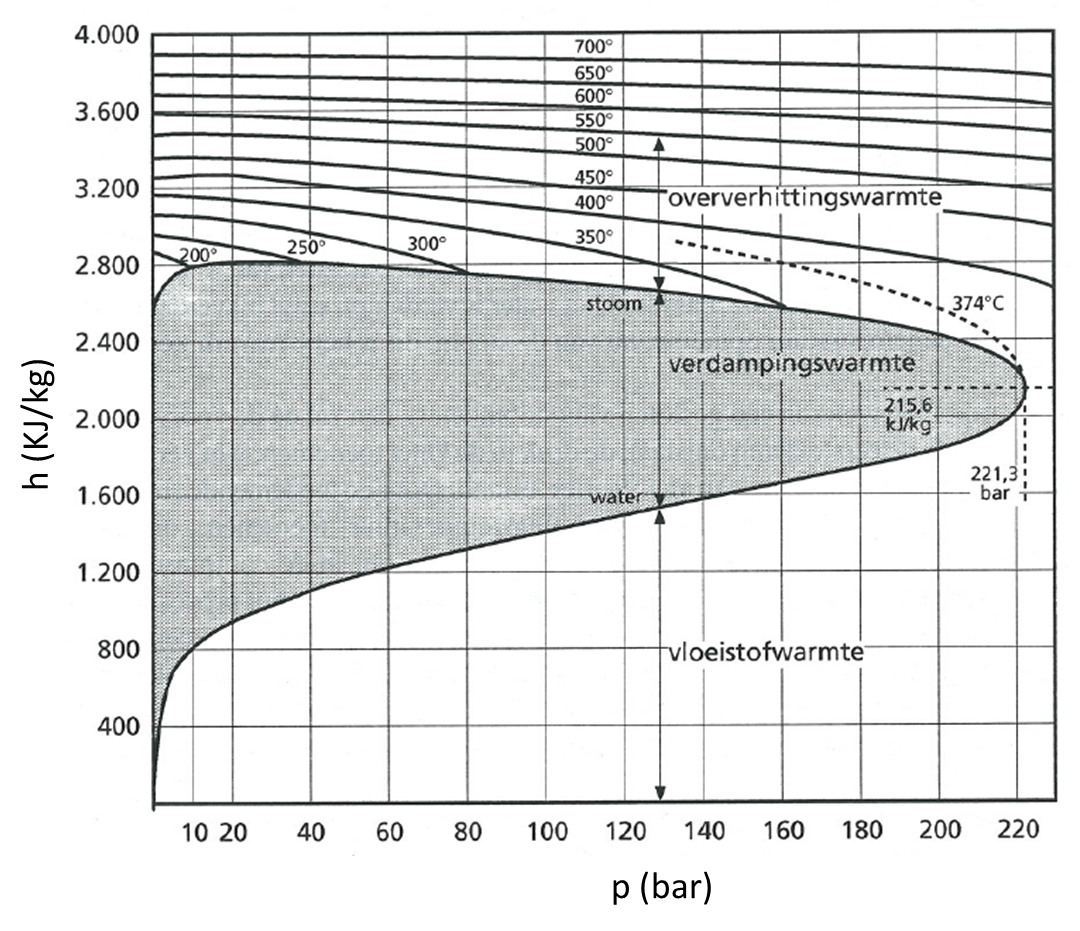 4.000
700°
650°
600°
3.600
550°
500°
450°
3.200
oververhittingswarmte
400°
350°
300°
250°
200°
2.800
stoom
374°C
2.400
verdampingswarmte
215,6
kJ/kg
2.000
221,3
bar
1.600
water
1.200
800
vloeistofwarmte
400
h (KJ/kg)
10 20 40 60 80 100 120 140 160 180 200 220
p (bar)